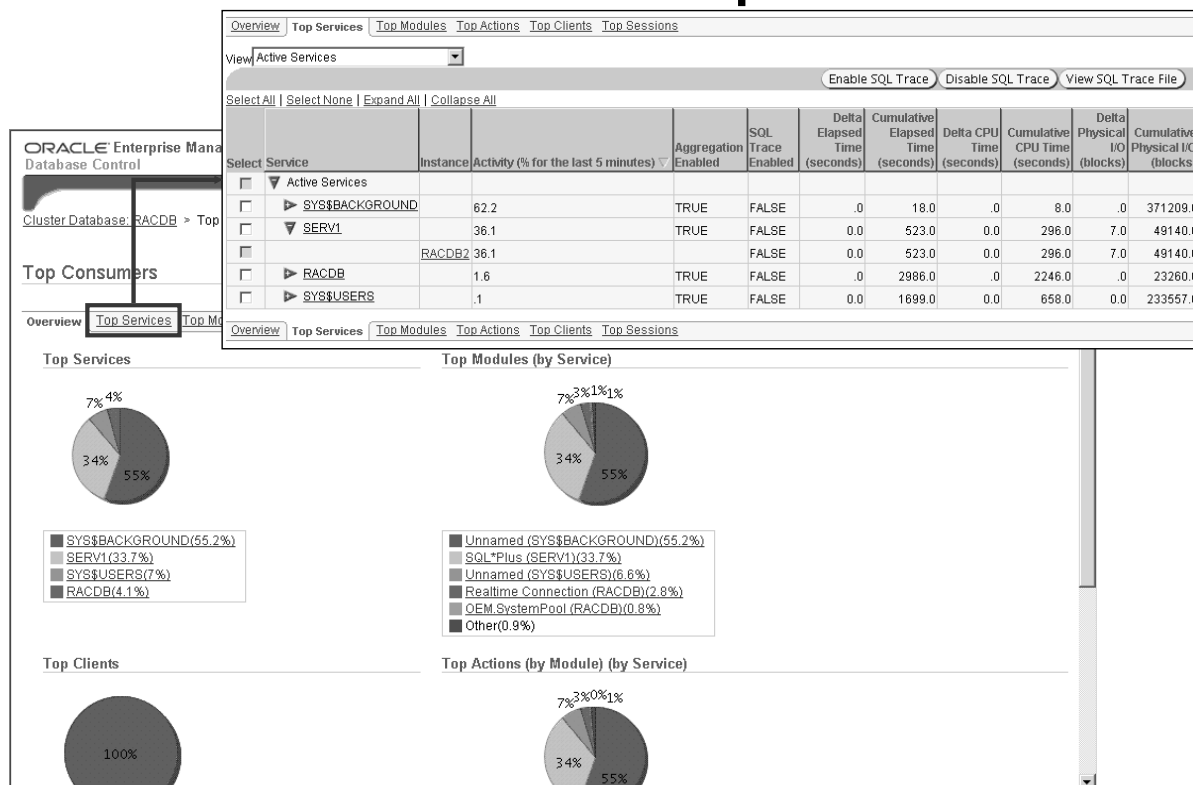 Overview Top Services Top Modules Top Actions Top Clients Top Sessions
View Active Services
Enable SQL Trace Disable SQL Trace View SQL Trace File
Select All | Select None | Expand All | Collapse All
Select Service Instance Activity (% for the last 5 minutes) Aggregation Enabled SQL Trace Enabled Delta Elapsed Time (seconds) Cumulative Elapsed Time (seconds) Delta CPU Time (seconds) Cumulative CPU Time (seconds) Delta Physical I/O (blocks) Cumulative Physical I/O (blocks)
Active Services
SYS$BACKGROUND 62.2 TRUE FALSE .0 18.0 .0 8.0 .0 371209.0
SERV1 36.1 TRUE FALSE 0.0 523.0 0.0 296.0 7.0 49140.0
RACDB2 36.1 FALSE 0.0 523.0 0.0 296.0 7.0 49140.0
RACDB 1.6 TRUE FALSE .0 2986.0 .0 2246.0 .0 23260.0
SYS$USERS .1 TRUE FALSE 0.0 1699.0 0.0 658.0 0.0 233557.0
Overview Top Services Top Modules Top Actions Top Clients Top Sessions
ORACLE Enterprise Mana
Database Control
Cluster Database: RACDB > Top
Top Consumers
Overview Top Services Top Mo
Top Services
7% 4%
34%
55%
SYS$BACKGROUND(55.2%)
SERV1(33.7%)
SYS$USERS(7%)
RACDB(4.1%)
Top Modules (by Service)
7% 3% 1% 1%
34%
55%
Unnamed (SYS$BACKGROUND)(55.2%)
SQL*Plus (SERV1)(33.7%)
Unnamed (SYS$USERS)(6.6%)
Realtime Connection (RACDB)(2.8%)
OEM.SystemPool (RACDB)(0.8%)
Other(0.9%)
Top Clients
100%
Top Actions (by Module) (by Service)
7% 3% 0% 1%
34%
55%